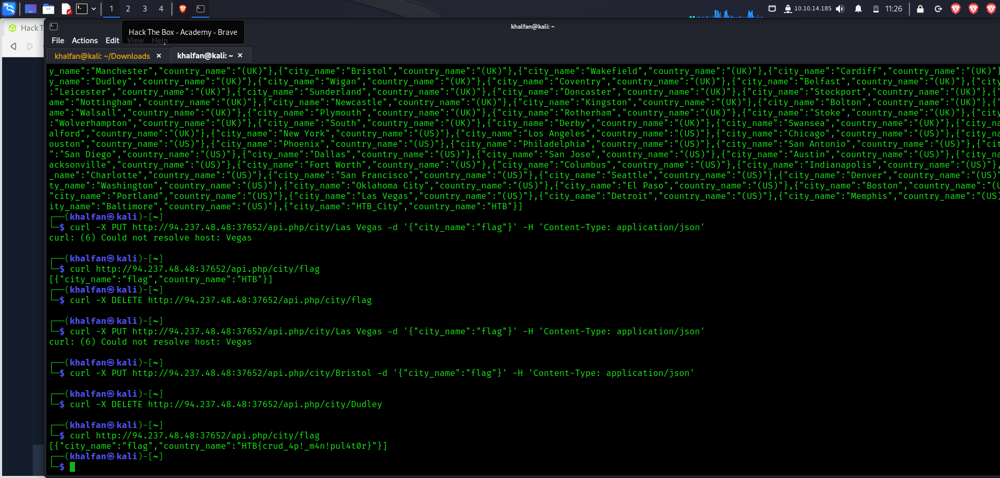 1 2 3 4 10.10.14.185 11:26
Hack T
khalfan@kali: ~
Hack The Box - Academy - Brave
File Actions Edit View Help
khalfan@kali: ~/Downloads × khalfan@kali: ~ ×
y_name":"Manchester","country_name":"(UK)"},{"city_name":"Bristol","country_name":"(UK)"},{"city_name":"Wakefield","country_name":"(UK)"},{"city_name":"Cardiff","country_name":"(UK)"}
y_name":"Dudley","country_name":"(UK)"},{"city_name":"Wigan","country_name":"(UK)"},{"city_name":"Coventry","country_name":"(UK)"},{"city_name":"Belfast","country_name":"(UK)"},{"cit
:"Leicester","country_name":"(UK)"},{"city_name":"Sunderland","country_name":"(UK)"},{"city_name":"Doncaster","country_name":"(UK)"},{"city_name":"Stockport","country_name":"(UK)"},{"
ame":"Nottingham","country_name":"(UK)"},{"city_name":"Newcastle","country_name":"(UK)"},{"city_name":"Kingston","country_name":"(UK)"},{"city_name":"Bolton","country_name":"(UK)"},{"
ame":"Walsall","country_name":"(UK)"},{"city_name":"Plymouth","country_name":"(UK)"},{"city_name":"Rotherham","country_name":"(UK)"},{"city_name":"Stoke","country_name":"(UK)"},{"city
:"Wolverhampton","country_name":"(UK)"},{"city_name":"South","country_name":"(UK)"},{"city_name":"Derby","country_name":"(UK)"},{"city_name":"Swansea","country_name":"(UK)"},{"city_na
alford","country_name":"(UK)"},{"city_name":"New York","country_name":"(US)"},{"city_name":"Los Angeles","country_name":"(US)"},{"city_name":"Chicago","country_name":"(US)"},{"city_na
ouston","country_name":"(US)"},{"city_name":"Phoenix","country_name":"(US)"},{"city_name":"Philadelphia","country_name":"(US)"},{"city_name":"San Antonio","country_name":"(US)"},{"cit
":"San Diego","country_name":"(US)"},{"city_name":"Dallas","country_name":"(US)"},{"city_name":"San Jose","country_name":"(US)"},{"city_name":"Austin","country_name":"(US)"},{"city_na
acksonville","country_name":"(US)"},{"city_name":"Fort Worth","country_name":"(US)"},{"city_name":"Columbus","country_name":"(US)"},{"city_name":"Indianapolis","country_name":"(US)"},
_name":"Charlotte","country_name":"(US)"},{"city_name":"San Francisco","country_name":"(US)"},{"city_name":"Seattle","country_name":"(US)"},{"city_name":"Denver","country_name":"(US)"
ty_name":"Washington","country_name":"(US)"},{"city_name":"Oklahoma City","country_name":"(US)"},{"city_name":"El Paso","country_name":"(US)"},{"city_name":"Boston","country_name":"(U
"city_name":"Portland","country_name":"(US)"},{"city_name":"Las Vegas","country_name":"(US)"},{"city_name":"Detroit","country_name":"(US)"},{"city_name":"Memphis","country_name":"(US)
ity_name":"Baltimore","country_name":"(US)"},{"city_name":"HTB_City","country_name":"HTB"}]
┌──(khalfan㉿kali)-[~]
└─$ curl -X PUT http://94.237.48.48:37652/api.php/city/Las Vegas -d '{"city_name":"flag"}' -H 'Content-Type: application/json'
curl: (6) Could not resolve host: Vegas
┌──(khalfan㉿kali)-[~]
└─$ curl http://94.237.48.48:37652/api.php/city/flag
[{"city_name":"flag","country_name":"HTB"}]
┌──(khalfan㉿kali)-[~]
└─$ curl -X DELETE http://94.237.48.48:37652/api.php/city/flag
┌──(khalfan㉿kali)-[~]
└─$ curl -X PUT http://94.237.48.48:37652/api.php/city/Las Vegas -d '{"city_name":"flag"}' -H 'Content-Type: application/json'
curl: (6) Could not resolve host: Vegas
┌──(khalfan㉿kali)-[~]
└─$ curl -X PUT http://94.237.48.48:37652/api.php/city/Bristol -d '{"city_name":"flag"}' -H 'Content-Type: application/json'
┌──(khalfan㉿kali)-[~]
└─$ curl -X DELETE http://94.237.48.48:37652/api.php/city/Dudley
┌──(khalfan㉿kali)-[~]
└─$ curl http://94.237.48.48:37652/api.php/city/flag
[{"city_name":"flag","country_name":"HTB{crud_4p!_m4n!pul4t0r}"}]
┌──(khalfan㉿kali)-[~]
└─$